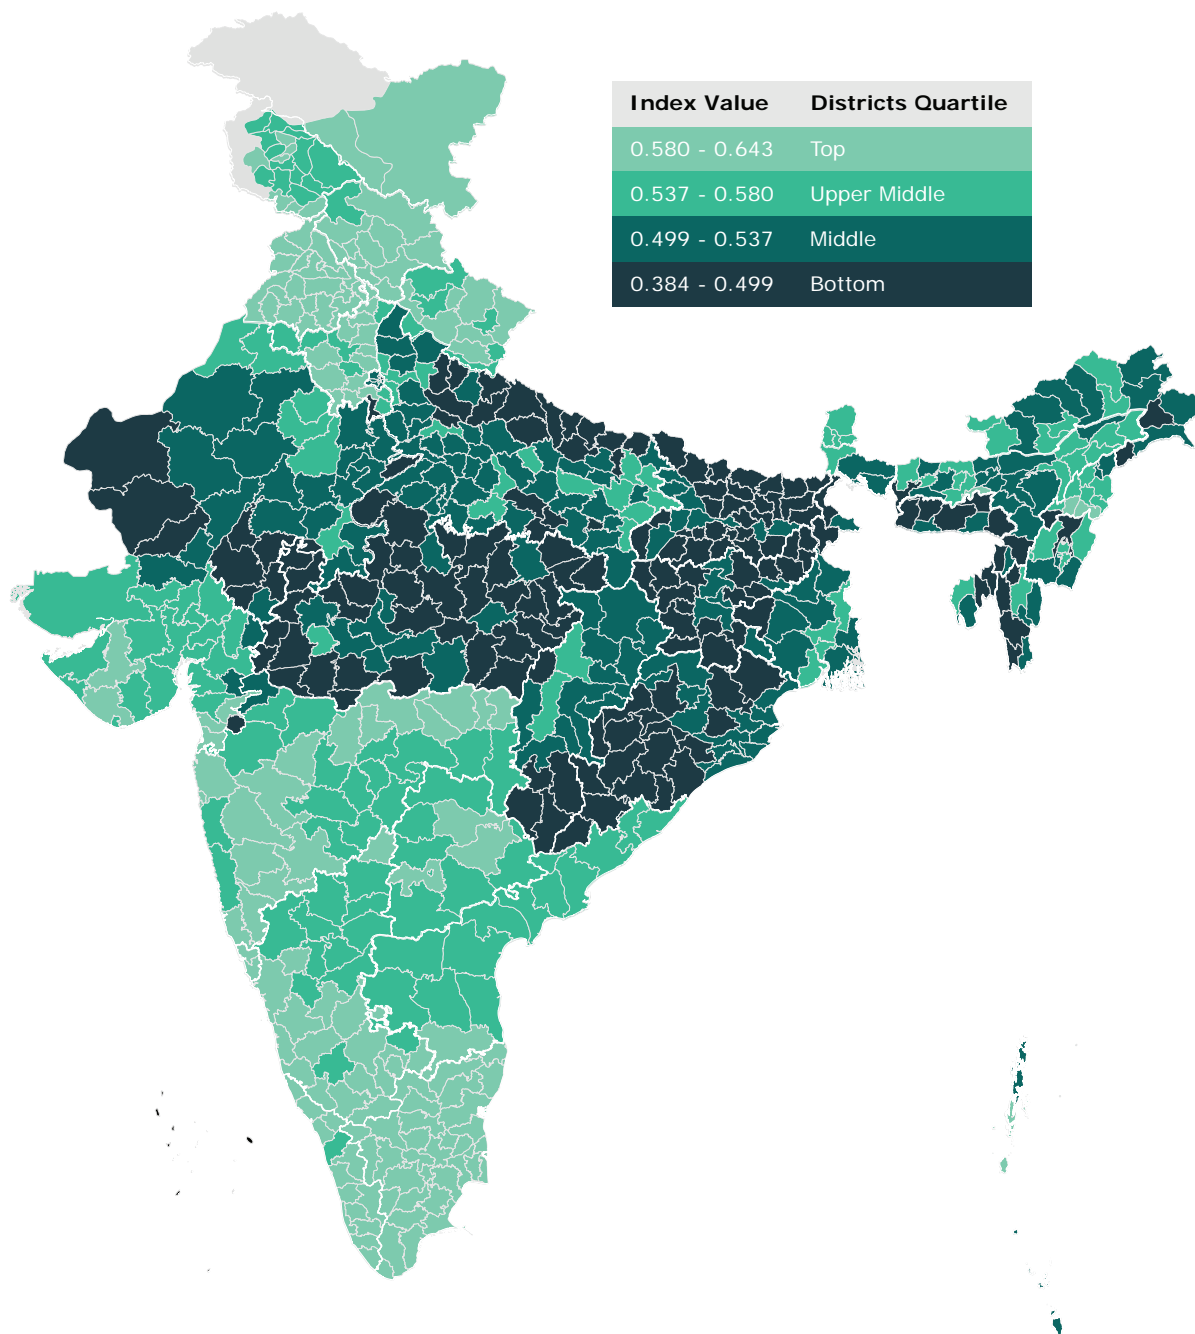 Index Value Districts Quartile
0.580 - 0.643 Top
0.537 - 0.580 Upper Middle
0.499 - 0.537 Middle
0.384 - 0.499 Bottom